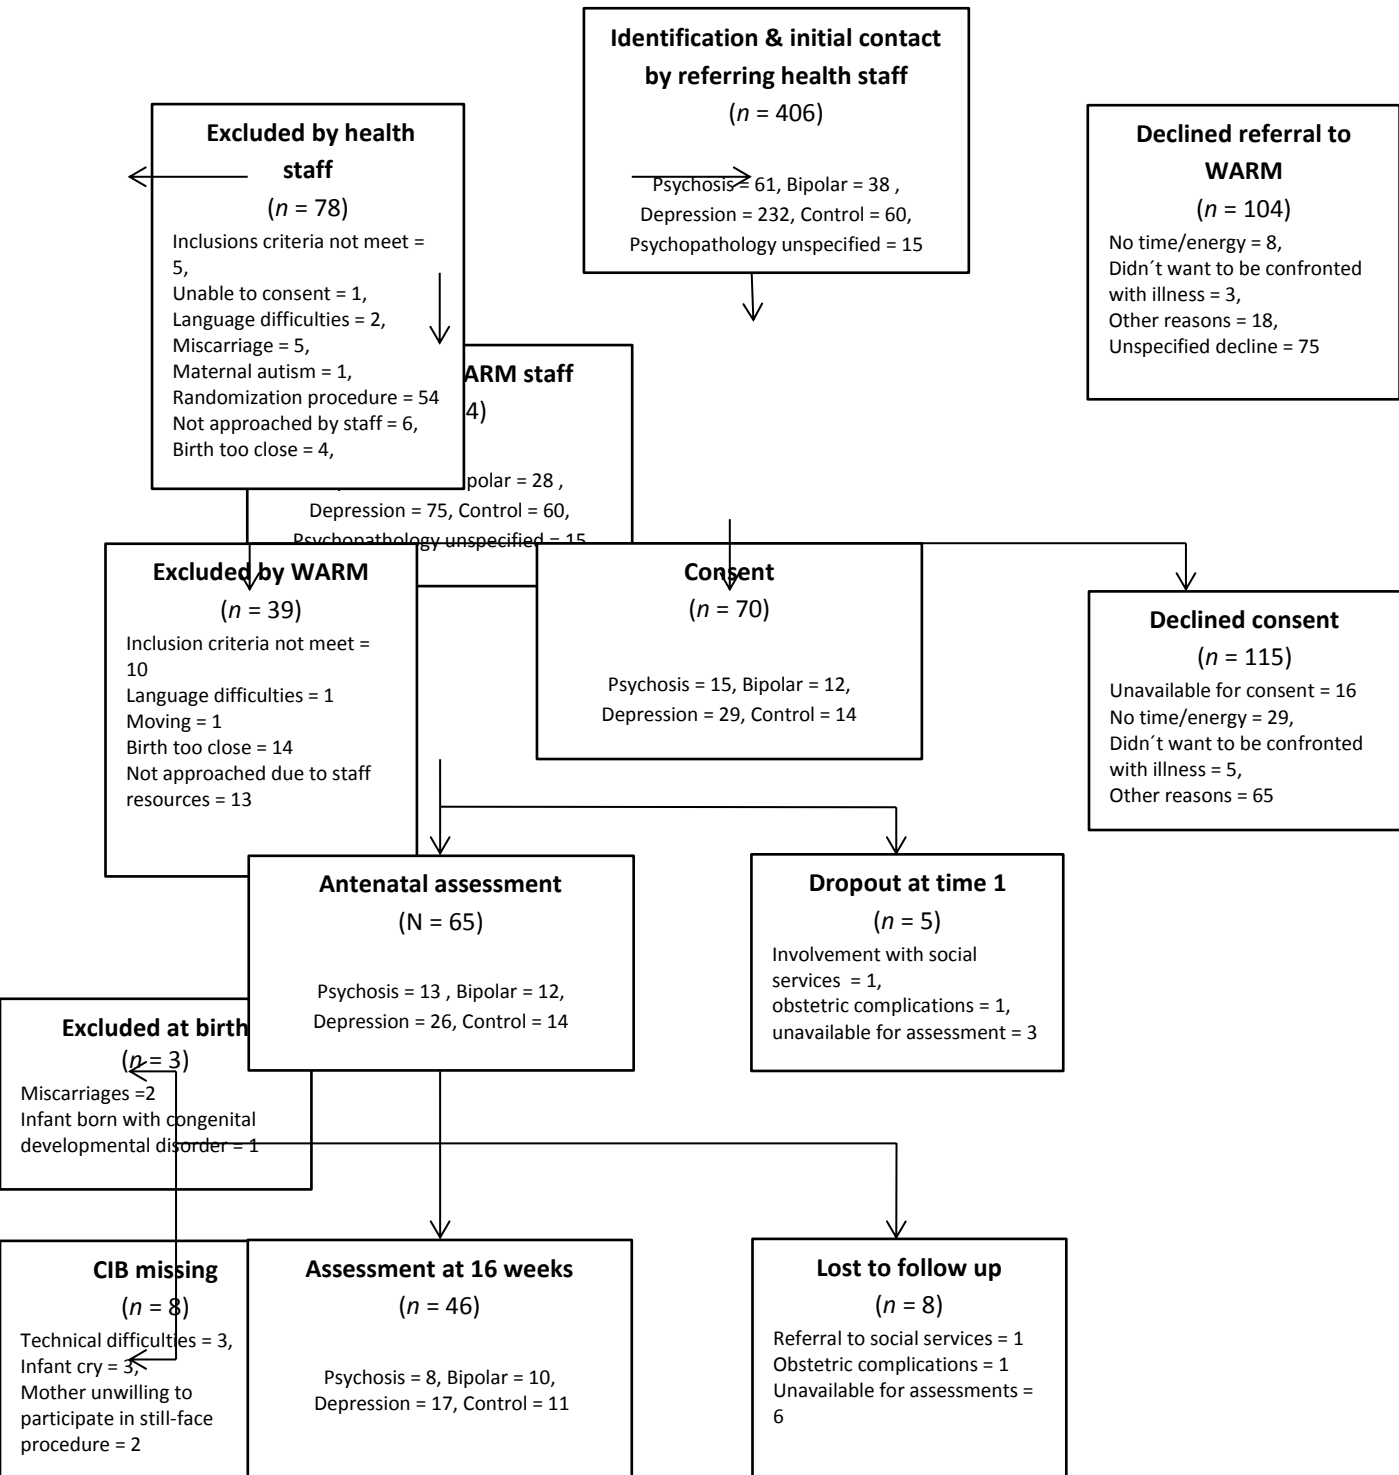 Identification & initial contact
by referring health staff
(n = 406)
Psychosis = 61, Bipolar = 38 ,
Depression = 232, Control = 60,
Psychopathology unspecified = 15
Excluded by health
staff
(n = 78)
Inclusions criteria not meet =
5,
Unable to consent = 1,
Language difficulties = 2,
Miscarriage = 5,
Maternal autism = 1,
Randomization procedure = 54
Not approached by staff = 6,
Birth too close = 4,
Declined referral to
WARM
(n = 104)
No time/energy = 8,
Didn´t want to be confronted
with illness = 3,
Other reasons = 18,
Unspecified decline = 75
ARM staff
4)
polar = 28 ,
Depression = 75, Control = 60,
Psychopathology unspecified = 15
Excluded by WARM
(n = 39)
Inclusion criteria not meet =
10
Language difficulties = 1
Moving = 1
Birth too close = 14
Not approached due to staff
resources = 13
Consent
(n = 70)
Psychosis = 15, Bipolar = 12,
Depression = 29, Control = 14
Declined consent
(n = 115)
Unavailable for consent = 16
No time/energy = 29,
Didn´t want to be confronted
with illness = 5,
Other reasons = 65
Antenatal assessment
(N = 65)
Psychosis = 13 , Bipolar = 12,
Depression = 26, Control = 14
Dropout at time 1
(n = 5)
Involvement with social
services = 1,
obstetric complications = 1,
unavailable for assessment = 3
Excluded at birth
(n = 3)
Miscarriages =2
Infant born with congenital
developmental disorder = 1
CIB missing
(n = 8)
Technical difficulties = 3,
Infant cry = 3,
Mother unwilling to
participate in still-face
procedure = 2
Assessment at 16 weeks
(n = 46)
Psychosis = 8, Bipolar = 10,
Depression = 17, Control = 11
Lost to follow up
(n = 8)
Referral to social services = 1
Obstetric complications = 1
Unavailable for assessments =
6